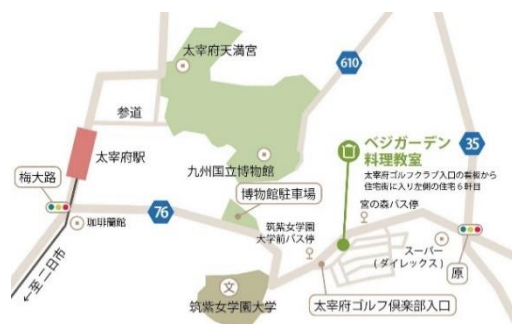 太宰府天満宮
610
参道
35
太宰府駅
九州国立博物館
ベジガーデン
料理教室
太宰府ゴルフクラブ入口の看板から
住宅街に入り左側の住宅6軒目
梅大路
博物館駐車場
宮の森バス停
珈琲蘭館
76
筑紫女学園
大学前バス停
スーパー
(ダイレックス)
原
←至二日市
文
筑紫女学園大学
太宰府ゴルフ倶楽部入口